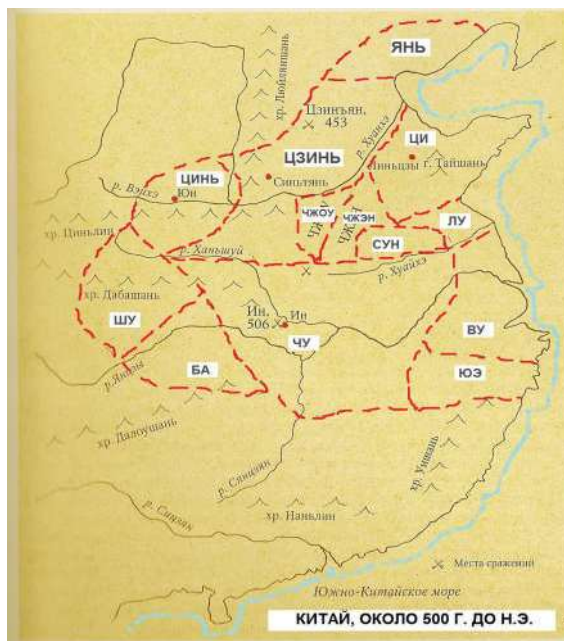 ЯНЬ
хр. Люйляншань
Цзинъян,
453
р. Хуанхэ
ЦИ
ЦЗИНЬ
Линьцзы
г. Тайшань
ЦИНЬ
Синьтянь
р. Вэйхэ
Юн
ЧЖОУ
ЧЖЭН
ЛУ
СУН
хр. Циньлин
р. Ханьшуй
р. Хуайхэ
хр. Дабашань
ШУ
Ин,
506
Ин
ЧУ
ВУ
р. Янцзы
БА
ЮЭ
хр. Далоушань
хр. Уишань
р. Сянцзян
р. Сицзян
хр. Наньлин
Места сражений
Южно-Китайское море
КИТАЙ, ОКОЛО 500 Г. ДО Н.Э.